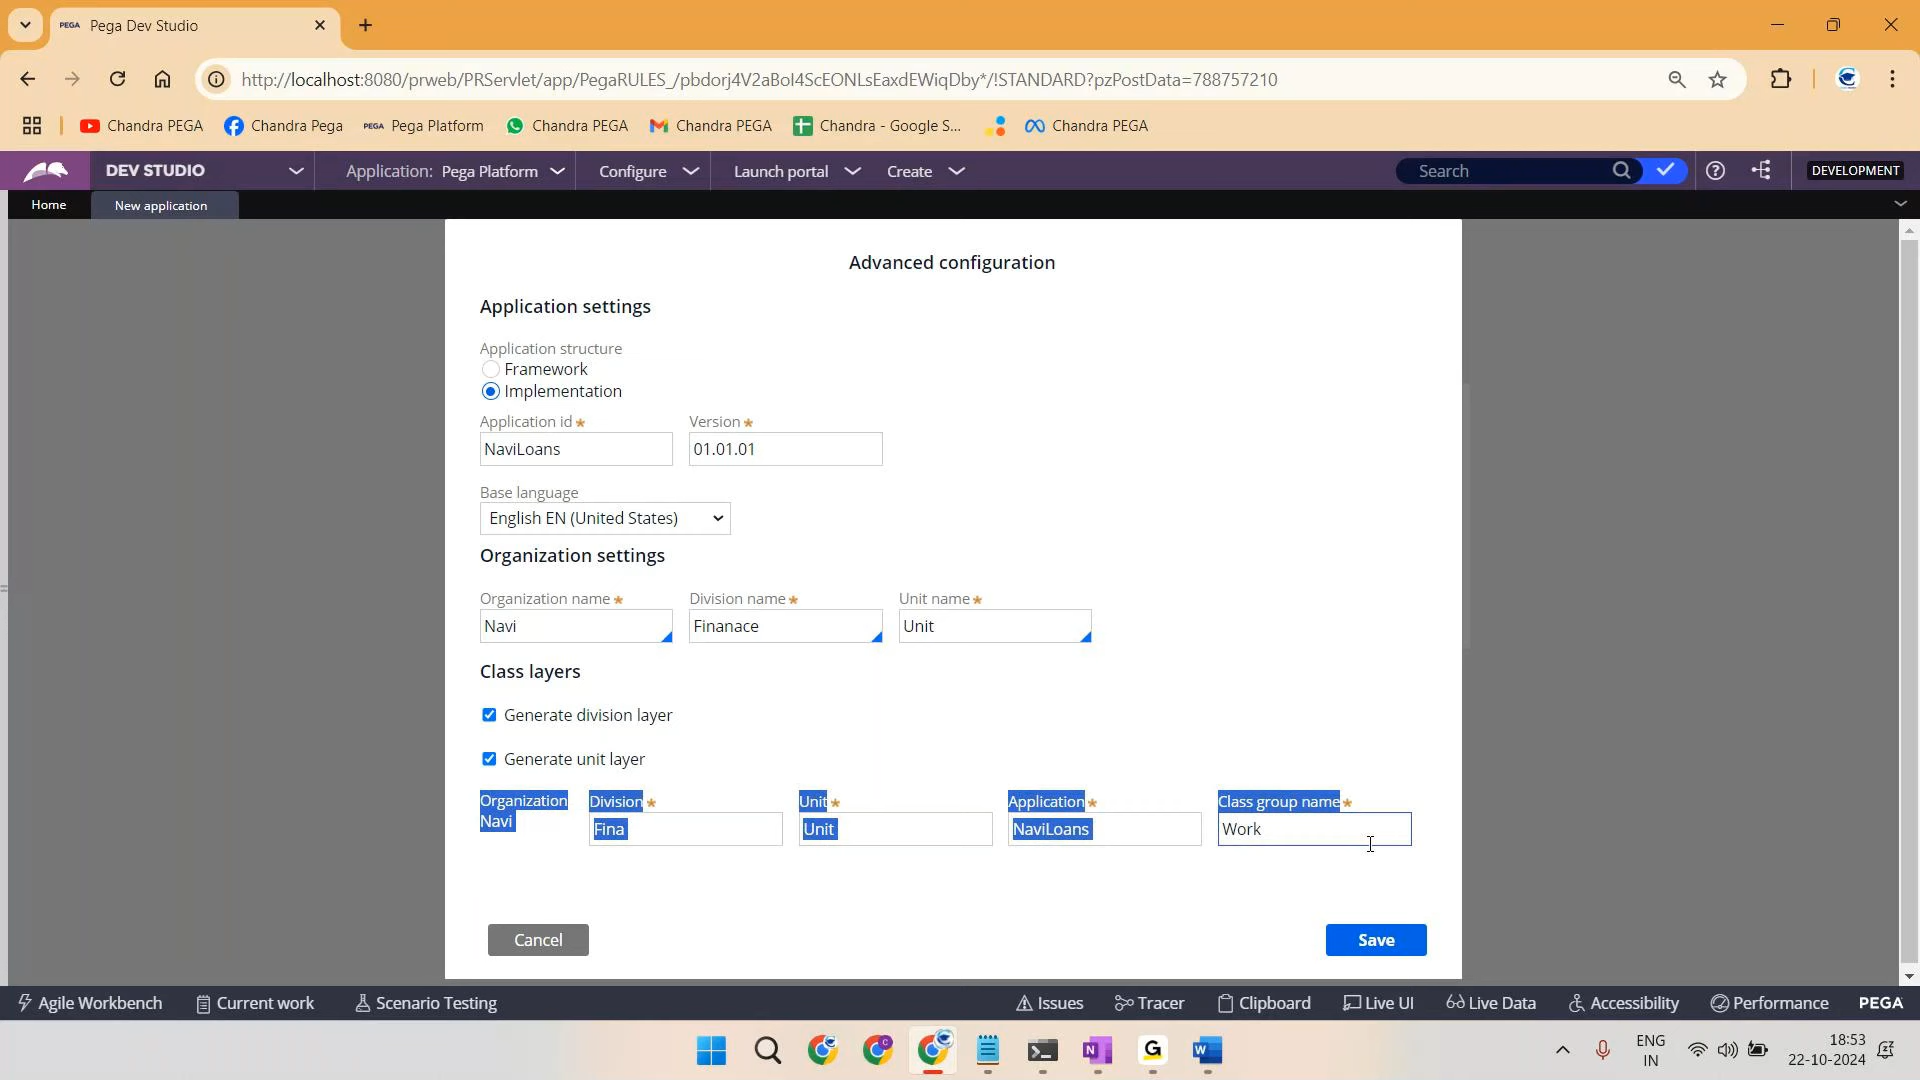 PEGA Pega Dev Studio
http://localhost:8080/prweb/PRServlet/app/PegaRULES_/pbdorj4V2aBoI4ScEONLsEaxdEWiqDby*/!STANDARD?pzPostData=788757210
Chandra PEGA Chandra Pega PEGA Pega Platform Chandra PEGA Chandra PEGA Chandra - Google S... Chandra PEGA
DEV STUDIO Application: Pega Platform Configure Launch portal Create Search DEVELOPMENT
Home New application
Advanced configuration
Application settings
Application structure
Framework
Implementation
Application id★ Version★
NaviLoans 01.01.01
Base language
English EN (United States)
Organization settings
Organization name★ Division name★ Unit name★
Navi Finanace Unit
Class layers
Generate division layer
Generate unit layer
Organization Division★ Unit★ Application★ Class group name★
Navi Fina Unit NaviLoans Work
Cancel Save
Agile Workbench Current work Scenario Testing Issues Tracer Clipboard Live UI Live Data Accessibility Performance PEGA
ENG 18:53
IN 22-10-2024